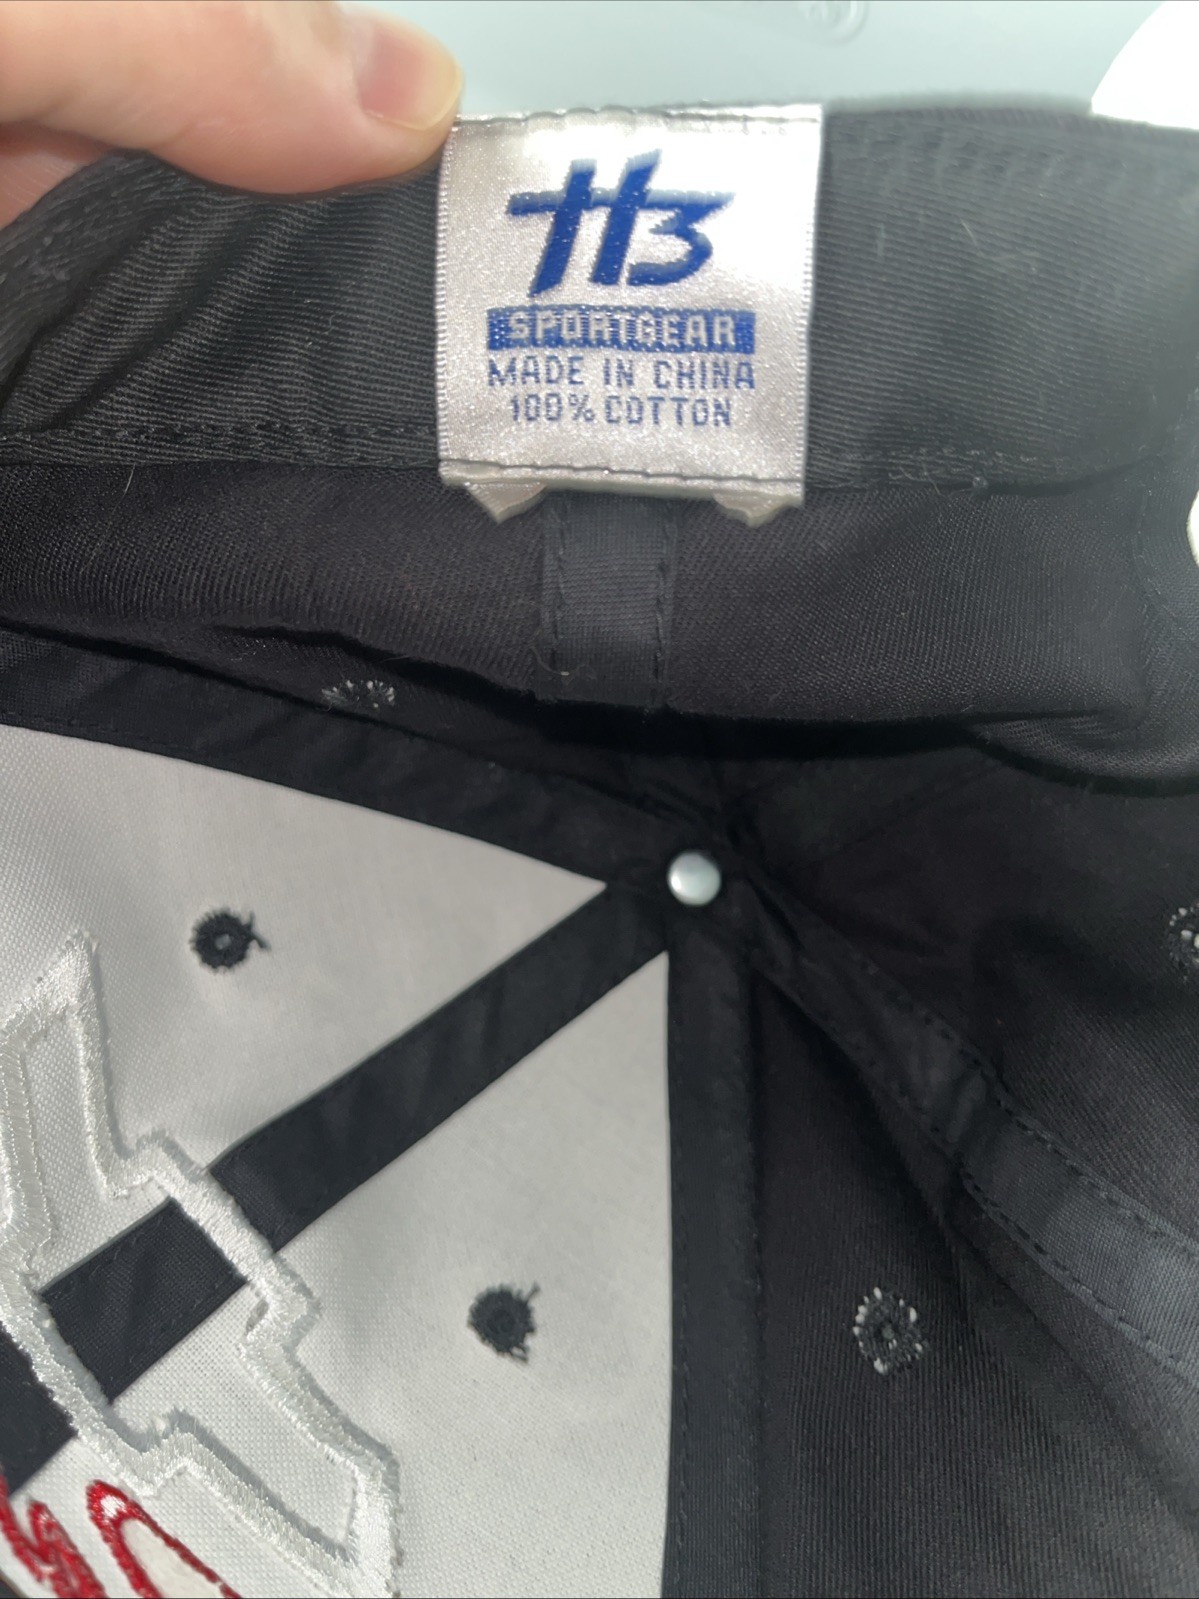 H3
SPORTGEAR
MADE IN CHINA
100% COTTON